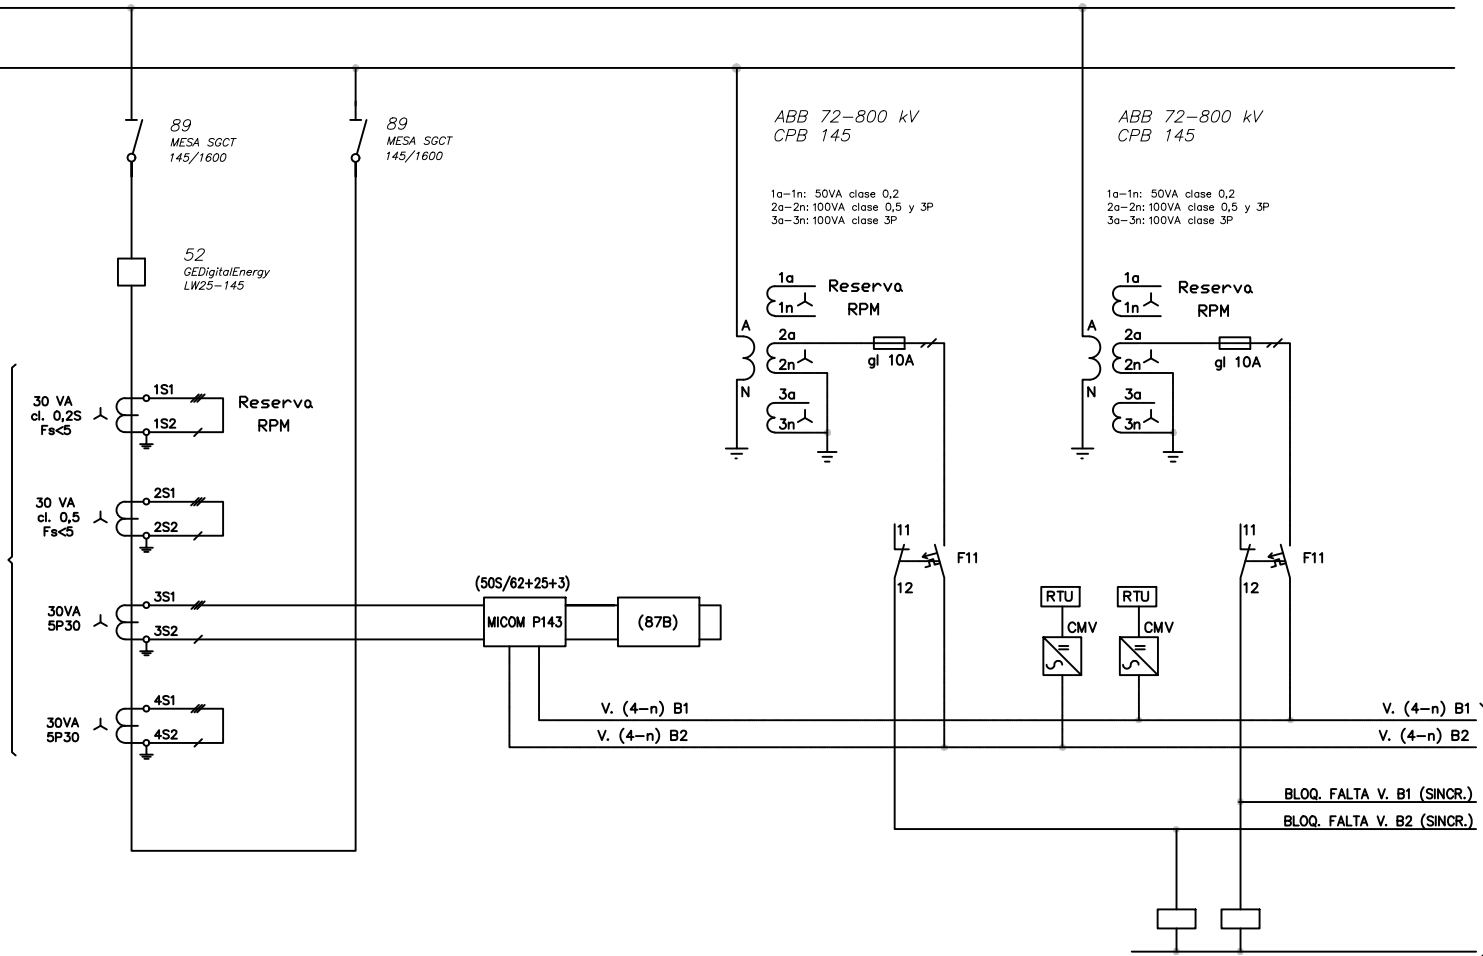 89
MESA SGCT
145/1600
89
MESA SGCT
145/1600
52
GEDigitalEnergy
LW25-145
ABB 72-800 kV
CPB 145
1a-1n: 50VA clase 0,2
2a-2n: 100VA clase 0,5 y 3P
3a-3n: 100VA clase 3P
ABB 72-800 kV
CPB 145
1a-1n: 50VA clase 0,2
2a-2n: 100VA clase 0,5 y 3P
3a-3n: 100VA clase 3P
1a
1n
Reserva
RPM
A
2a
2n
gl 10A
N
3a
3n
1a
1n
Reserva
RPM
A
2a
2n
gl 10A
N
3a
3n
30 VA
cl. 0,2S
Fs<5
1S1
1S2
Reserva
RPM
30 VA
cl. 0,5
Fs<5
2S1
2S2
30VA
5P30
3S1
3S2
(50S/62+25+3)
MICOM P143
(87B)
30VA
5P30
4S1
4S2
11
12
F11
11
12
F11
RTU
CMV
RTU
CMV
V. (4-n) B1
V. (4-n) B1
V. (4-n) B2
V. (4-n) B2
BLOQ. FALTA V. B1 (SINCR.)
BLOQ. FALTA V. B2 (SINCR.)